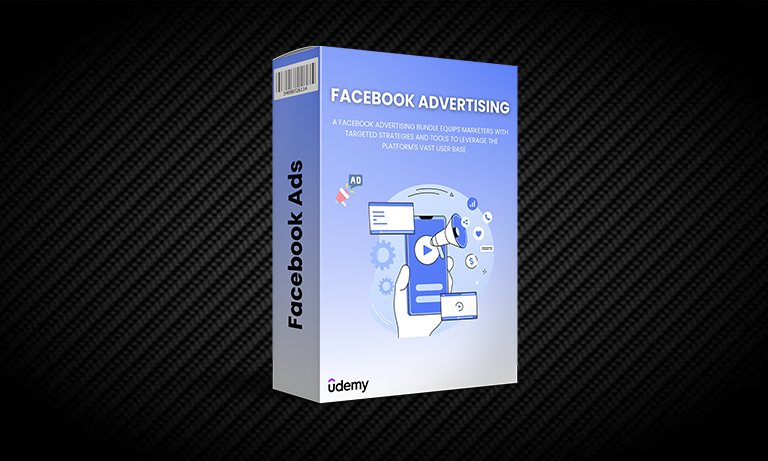 FACEBOOK ADVERTISING
A FACEBOOK ADVERTISING BUNDLE EQUIPS MARKETERS WITH
TARGETED STRATEGIES AND TOOLS TO LEVERAGE THE
PLATFORM'S VAST USER BASE
AD
Facebook Ads
udemy